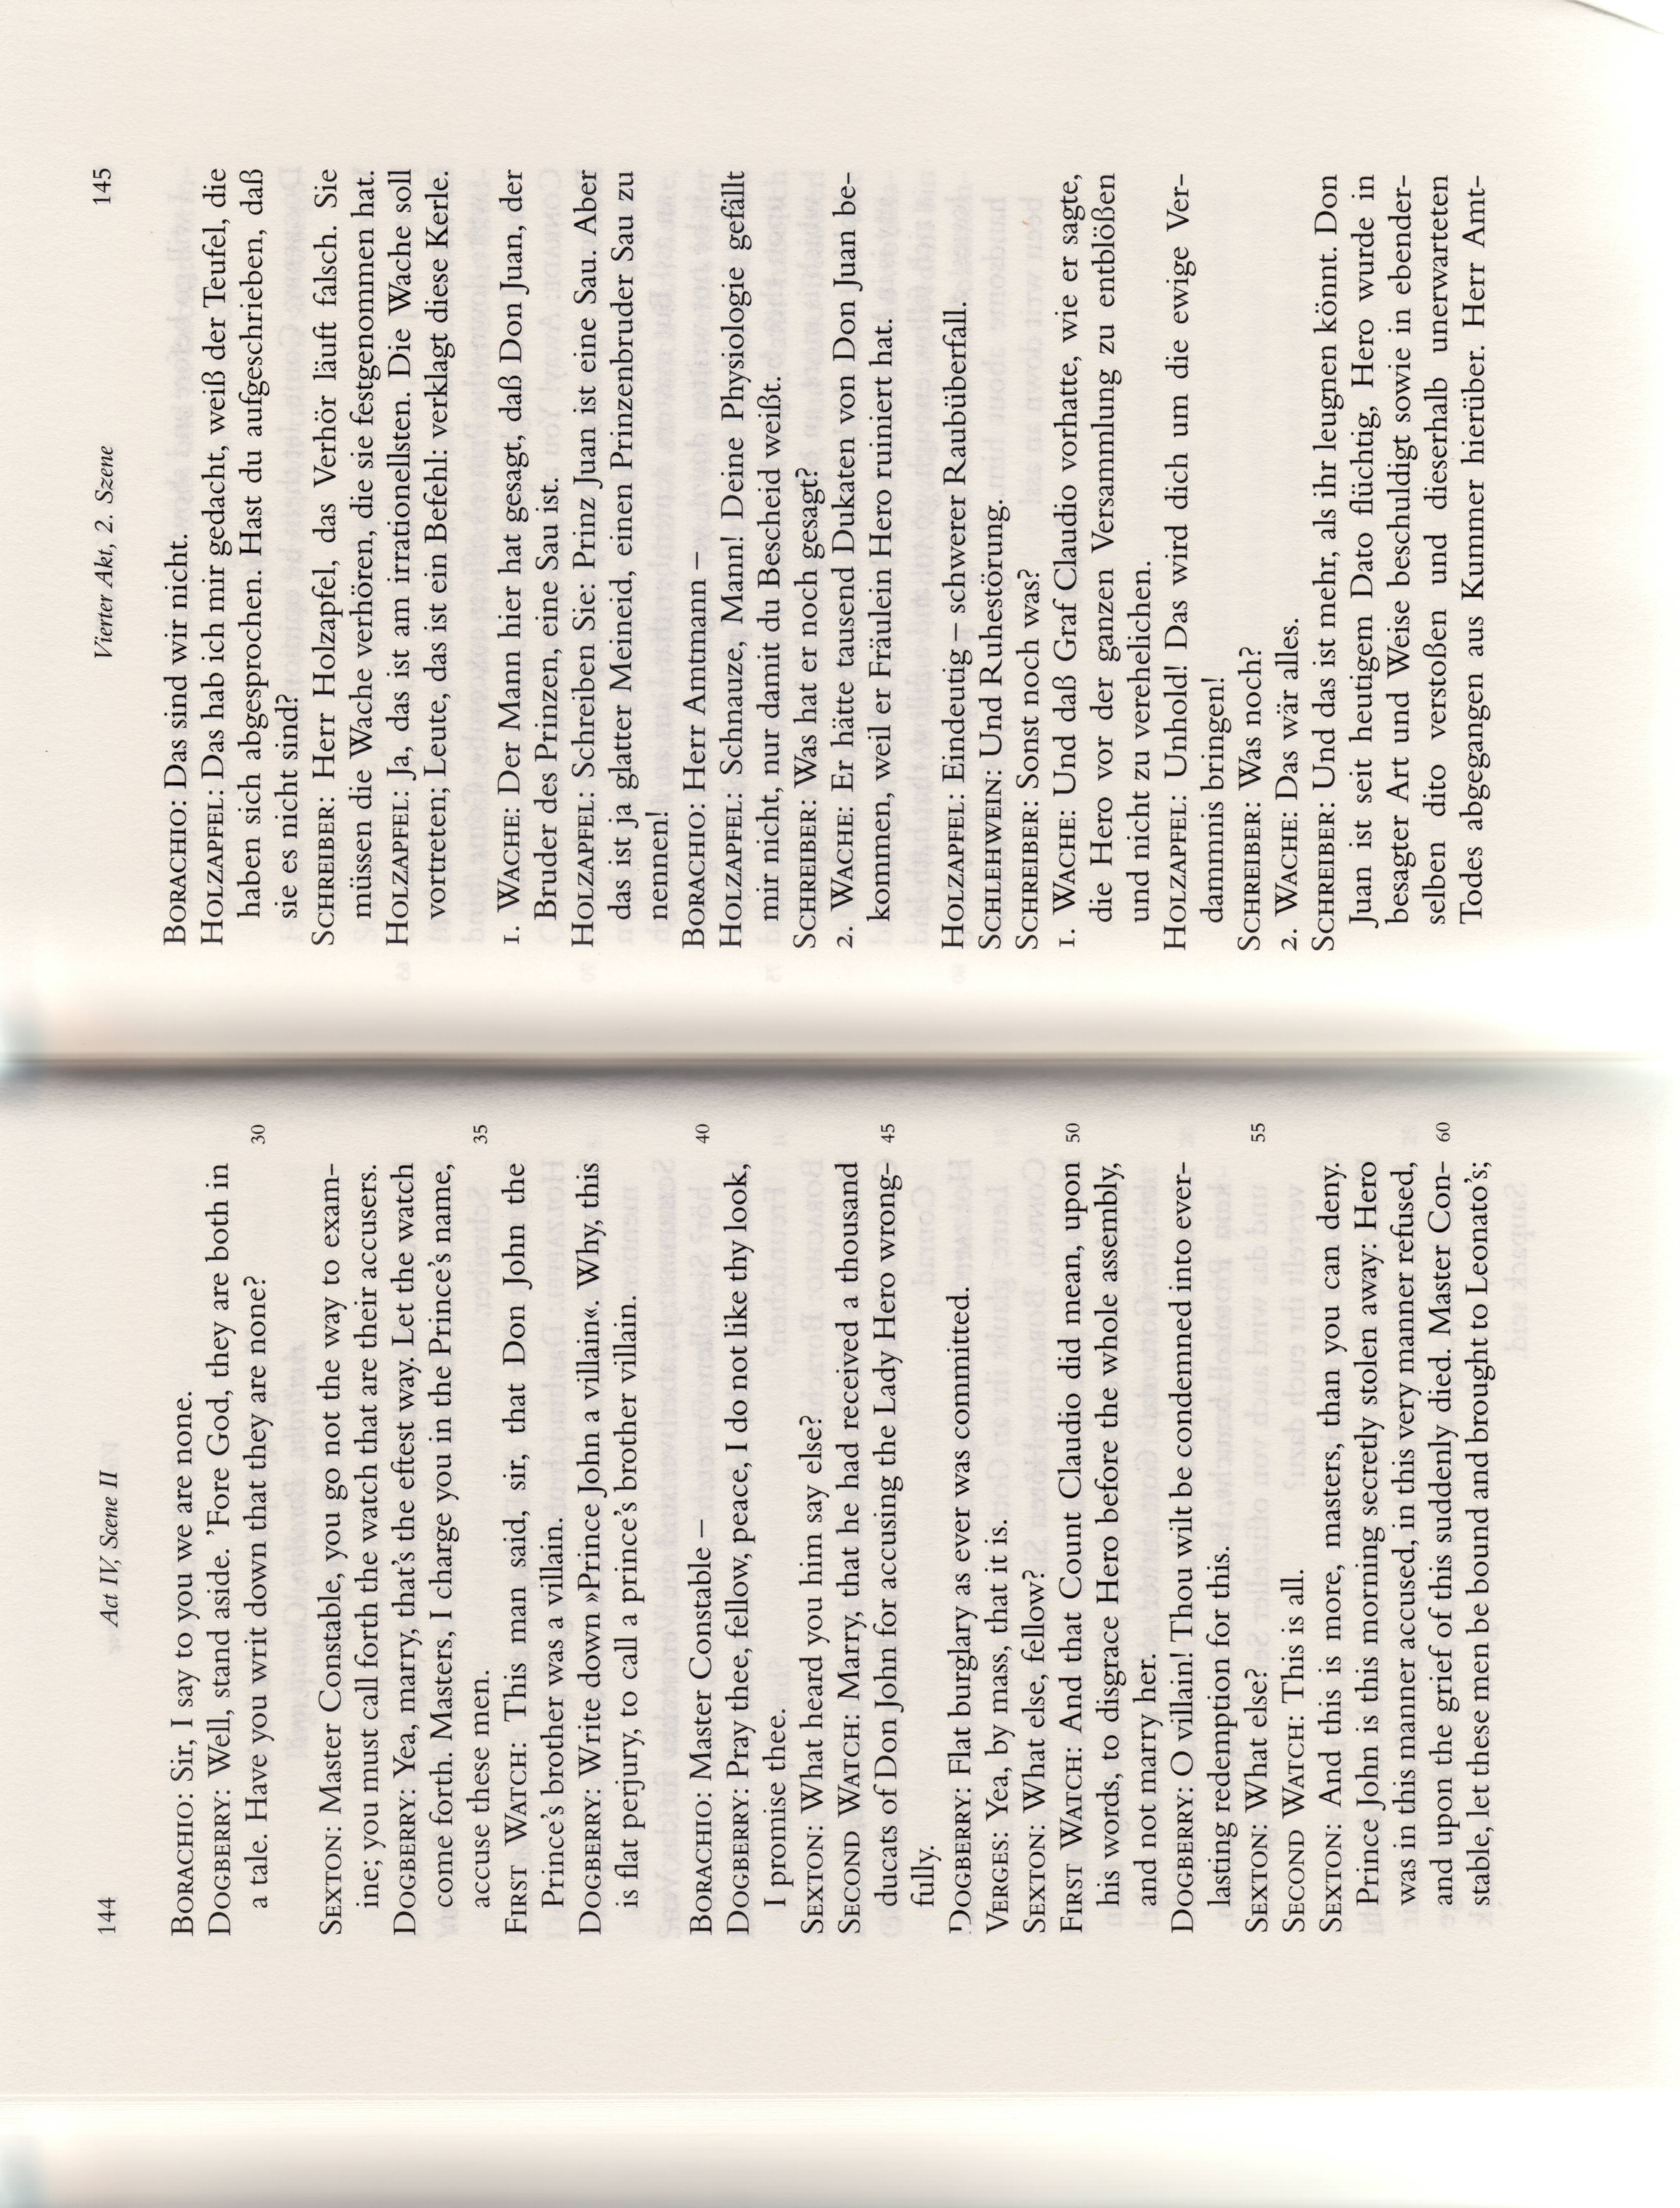 144
Act IV, Scene II
BORACHIO: Sir, I say to you we are none.
DOGBERRY: Well, stand aside. 'Fore God, they are both in
a tale. Have you writ down that they are none?
30
SEXTON: Master Constable, you go not the way to exam-
ine; you must call forth the watch that are their accusers.
DOGBERRY: Yea, marry, that's the eftest way. Let the watch
come forth. Masters, I charge you in the Prince's name,
accuse these men.
35
FIRST WATCH: This man said, sir, that Don John the
Prince's brother was a villain.
DOGBERRY: Write down »Prince John a villain«. Why, this
is flat perjury, to call a prince's brother villain.
BORACHIO: Master Constable –
40
DOGBERRY: Pray thee, fellow, peace, I do not like thy look,
I promise thee.
SEXTON: What heard you him say else?
SECOND WATCH: Marry, that he had received a thousand
ducats of Don John for accusing the Lady Hero wrong-
45
fully.
DOGBERRY: Flat burglary as ever was committed.
VERGES: Yea, by mass, that it is.
SEXTON: What else, fellow?
FIRST WATCH: And that Count Claudio did mean, upon
50
his words, to disgrace Hero before the whole assembly,
and not marry her.
DOGBERRY: O villain! Thou wilt be condemned into ever-
lasting redemption for this.
SEXTON: What else?
55
SECOND WATCH: This is all.
SEXTON: And this is more, masters, than you can deny.
Prince John is this morning secretly stolen away: Hero
was in this manner accused, in this very manner refused,
and upon the grief of this suddenly died. Master Con-
60
stable, let these men be bound and brought to Leonato's;
Vierter Akt, 2. Szene
145
BORACHIO: Das sind wir nicht.
HOLZAPFEL: Das hab ich mir gedacht, weiß der Teufel, die
haben sich abgesprochen. Hast du aufgeschrieben, daß
sie es nicht sind?
SCHREIBER: Herr Holzapfel, das Verhör läuft falsch. Sie
müssen die Wache verhören, die sie festgenommen hat.
HOLZAPFEL: Ja, das ist am irrationellsten. Die Wache soll
vortreten; Leute, das ist ein Befehl: verklagt diese Kerle.
1. WACHE: Der Mann hier hat gesagt, daß Don Juan, der
Bruder des Prinzen, eine Sau ist.
HOLZAPFEL: Schreiben Sie: Prinz Juan ist eine Sau. Aber
das ist ja glatter Meineid, einen Prinzenbruder Sau zu
nennen!
BORACHIO: Herr Amtmann –
HOLZAPFEL: Schnauze, Mann! Deine Physiologie gefällt
mir nicht, nur damit du Bescheid weißt.
SCHREIBER: Was hat er noch gesagt?
2. WACHE: Er hätte tausend Dukaten von Don Juan be-
kommen, weil er Fräulein Hero ruiniert hat.
HOLZAPFEL: Eindeutig – schwerer Raubüberfall.
SCHLEHWEIN: Und Ruhestörung.
SCHREIBER: Sonst noch was?
1. WACHE: Und daß Graf Claudio vorhatte, wie er sagte,
die Hero vor der ganzen Versammlung zu entblößen
und nicht zu verehelichen.
HOLZAPFEL: Unhold! Das wird dich um die ewige Ver-
dammnis bringen!
SCHREIBER: Was noch?
2. WACHE: Das wär alles.
SCHREIBER: Und das ist mehr, als ihr leugnen könnt. Don
Juan ist seit heutigem Dato flüchtig, Hero wurde in
besagter Art und Weise beschuldigt sowie in ebender-
selben dito verstoßen und dieserhalb unerwarteten
Todes abgegangen aus Kummer hierüber. Herr Amt-